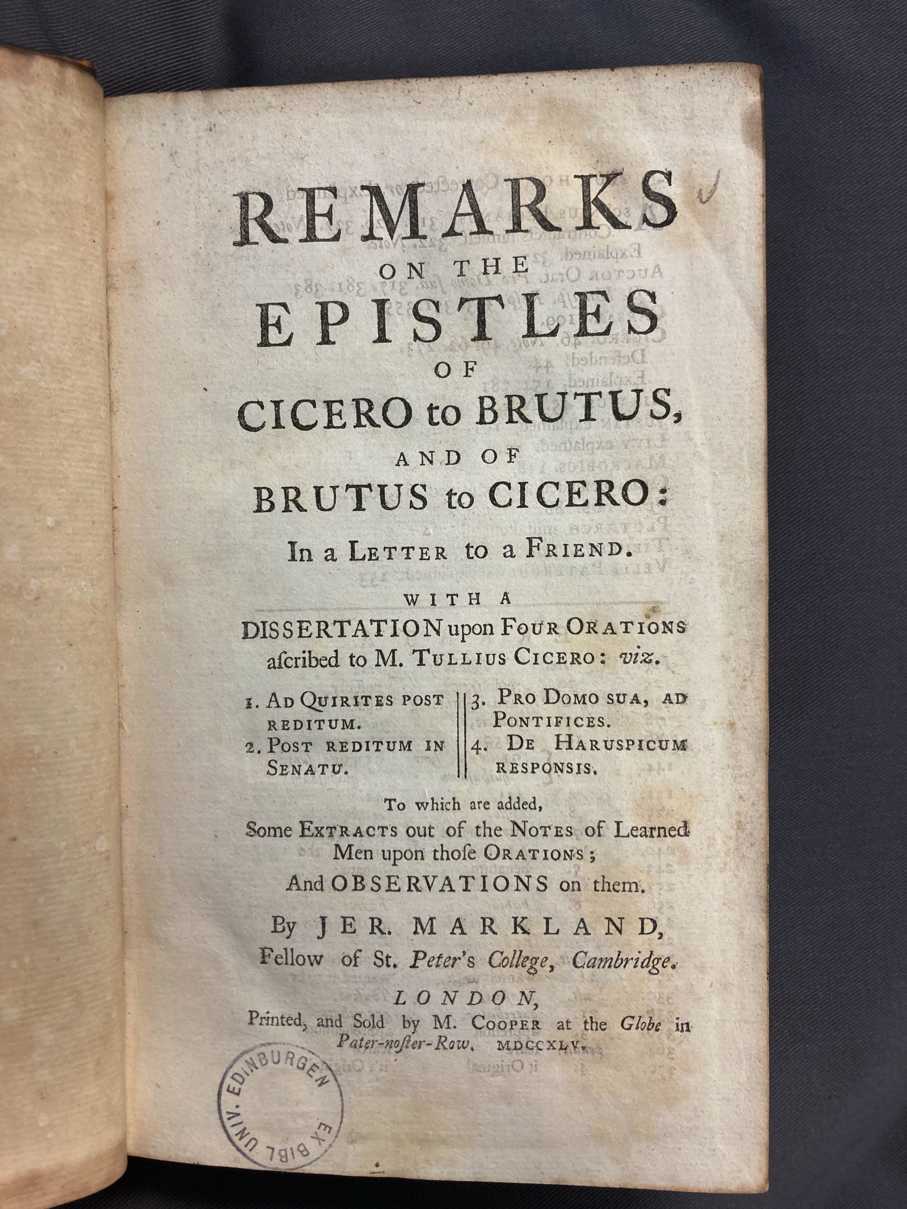 REMARKS
ON THE
EPISTLES
OF
CICERO to BRUTUS,
AND OF
BRUTUS to CICERO:
In a LETTER to a FRIEND.
WITH A
DISSERTATION upon FOUR ORATIONS
aſcribed to M. TULLIUS CICERO: viz.
1. AD QUIRITES POST
REDITUM.
2. POST REDITUM IN
SENATU.
3. PRO DOMO SUA, AD
PONTIFICES.
4. DE HARUSPICUM
RESPONSIS.
To which are added,
Some EXTRACTS out of the NOTES of Learned
Men upon thoſe ORATIONS;
And OBSERVATIONS on them.
By JER. MARKLAND,
Fellow of St. Peter's College, Cambridge.
LONDON,
Printed, and Sold by M. COOPER at the Globe in
Pater-noſter-Row. MDCCXLV.
EX BIBL UNIV. EDINBURGEN